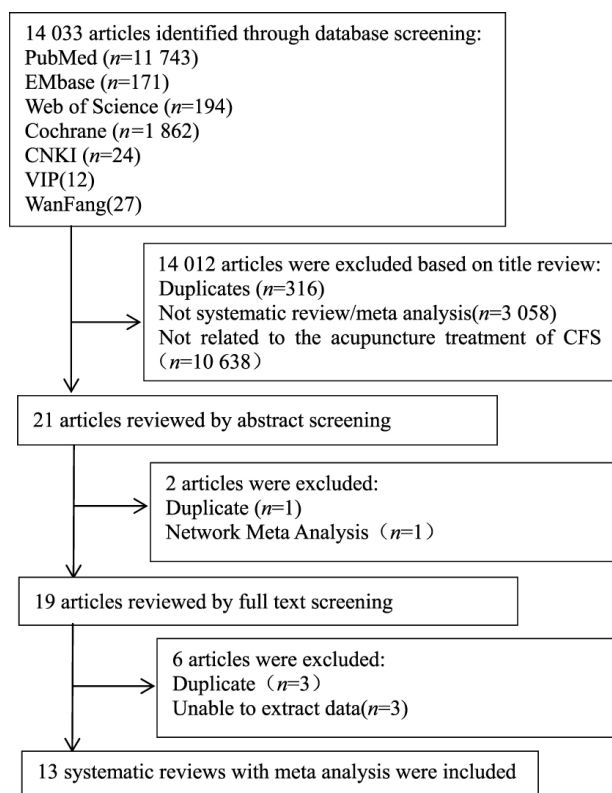 14 033 articles identified through database screening:
PubMed (n=11 743)
EMbase (n=171)
Web of Science (n=194)
Cochrane (n=1 862)
CNKI (n=24)
VIP(12)
WanFang(27)
14 012 articles were excluded based on title review:
Duplicates (n=316)
Not systematic review/meta analysis(n=3 058)
Not related to the acupuncture treatment of CFS
（n=10 638）
21 articles reviewed by abstract screening
2 articles were excluded:
Duplicate (n=1)
Network Meta Analysis（n=1）
19 articles reviewed by full text screening
6 articles were excluded:
Duplicate（n=3）
Unable to extract data(n=3)
13 systematic reviews with meta analysis were included